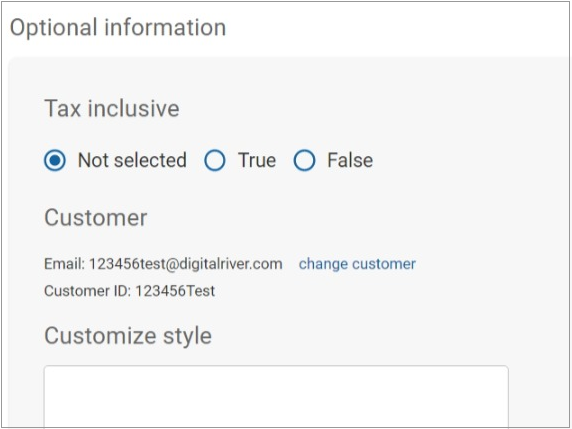 Optional information
Tax inclusive
Not selected True False
Customer
Email: 123456test@digitalriver.com change customer
Customer ID: 123456Test
Customize style